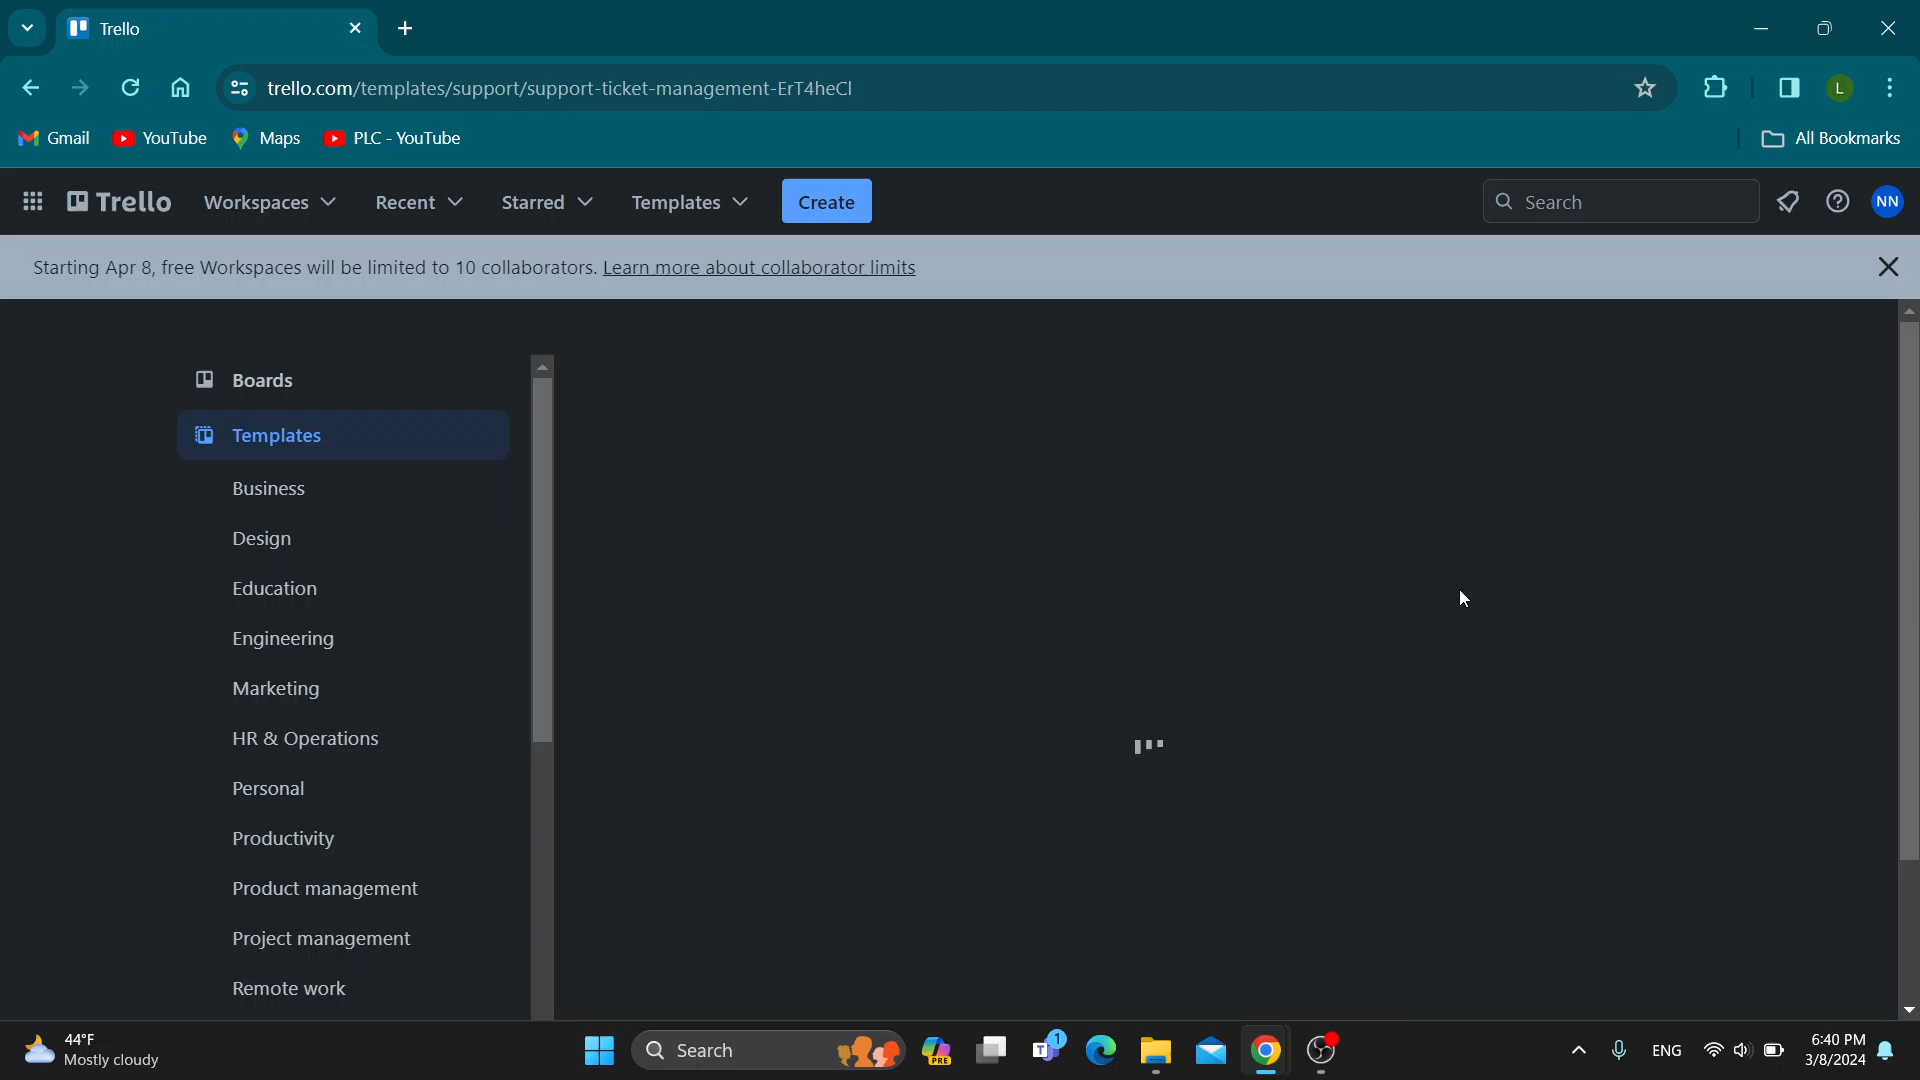 Trello
trello.com/templates/support/support-ticket-management-ErT4heCI
Gmail YouTube Maps PLC - YouTube All Bookmarks
Trello Workspaces Recent Starred Templates Create Search NN
Starting Apr 8, free Workspaces will be limited to 10 collaborators. Learn more about collaborator limits
Boards
Templates
Business
Design
Education
Engineering
Marketing
HR & Operations
Personal
Productivity
Product management
Project management
Remote work
44°F
Mostly cloudy
Search
PRE
T
1
ENG
6:40 PM
3/8/2024
L